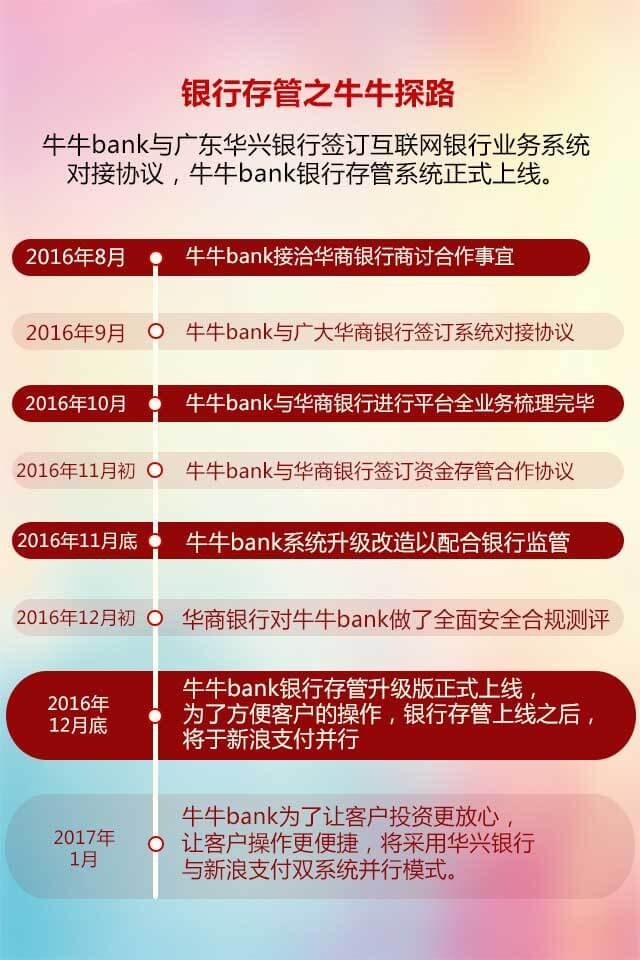 银行存管之牛牛探路
牛牛bank与广东华兴银行签订互联网银行业务系统
对接协议，牛牛bank银行存管系统正式上线。
2016年8月 牛牛bank接洽华商银行商讨合作事宜
2016年9月 牛牛bank与广大华商银行签订系统对接协议
2016年10月 牛牛bank与华商银行进行平台全业务梳理完毕
2016年11月初 牛牛bank与华商银行签订资金存管合作协议
2016年11月底 牛牛bank系统升级改造以配合银行监管
2016年12月初 华商银行对牛牛bank做了全面安全合规测评
2016年
12月底
牛牛bank银行存管升级版正式上线，
为了方便客户的操作，银行存管上线之后，
将于新浪支付并行
2017年
1月
牛牛bank为了让客户投资更放心，
让客户操作更便捷，将采用华兴银行
与新浪支付双系统并行模式。